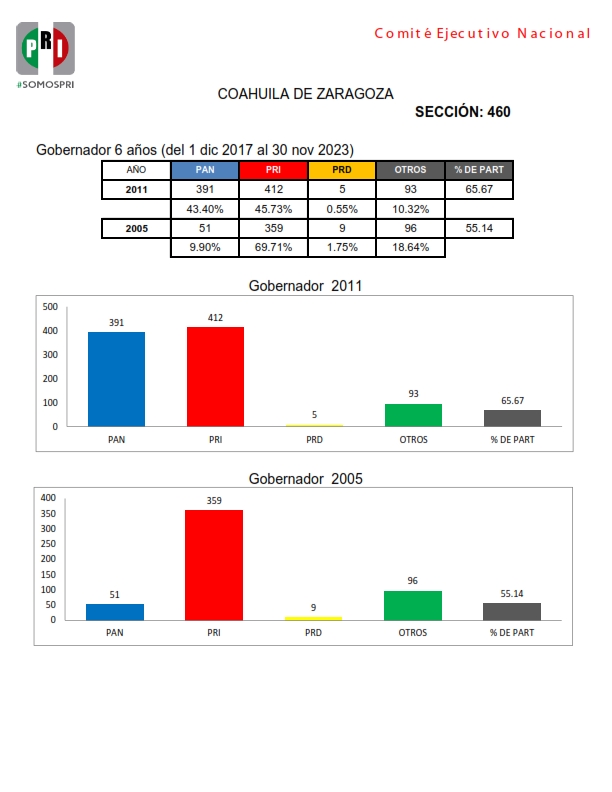 PRI
#SOMOSPRI
Comité Ejecutivo Nacional
COAHUILA DE ZARAGOZA
SECCIÓN: 460
Gobernador 6 años (del 1 dic 2017 al 30 nov 2023)
AÑO PAN PRI PRD OTROS % DE PART
2011 391 412 5 93 65.67
43.40% 45.73% 0.55% 10.32%
2005 51 359 9 96 55.14
9.90% 69.71% 1.75% 18.64%
Gobernador 2011
500
400
300
200
100
0
391 412 5 93 65.67
PAN PRI PRD OTROS % DE PART
Gobernador 2005
400
350
300
250
200
150
100
50
0
51 359 9 96 55.14
PAN PRI PRD OTROS % DE PART